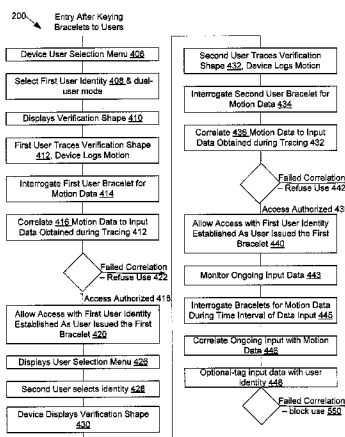 200
Entry After Keying
Bracelets to Users
Device User Selection Menu 406
Select First User Identity 408 & dual-
user mode
Displays Verification Shape 410
First User Traces Verification Shape
412, Device Logs Motion
Interrogate First User Bracelet for
Motion Data 414
Correlate 416 Motion Data to Input
Data Obtained during Tracing 412
Failed Correlation
– Refuse Use 422
Access Authorized 418
Allow Access with First User Identity
Established As User Issued the First
Bracelet 420
Displays User Selection Menu 426
Second User selects identity 428
Device Displays Verification Shape
430
Second User Traces Verification
Shape 432, Device Logs Motion
Interrogate Second User Bracelet for
Motion Data 434
Correlate 436 Motion Data to Input
Data Obtained during Tracing 432
Failed Correlation
– Refuse Use 442
Access Authorized 43
Allow Access with First User Identity
Established As User Issued the First
Bracelet 440
Monitor Ongoing Input Data 443
Interrogate Bracelets for Motion Data
During Time Interval of Data Input 445
Correlate Ongoing Input with Motion
Data 446
Optional-tag input data with user
identity 448
Failed Correlation
– block use 550